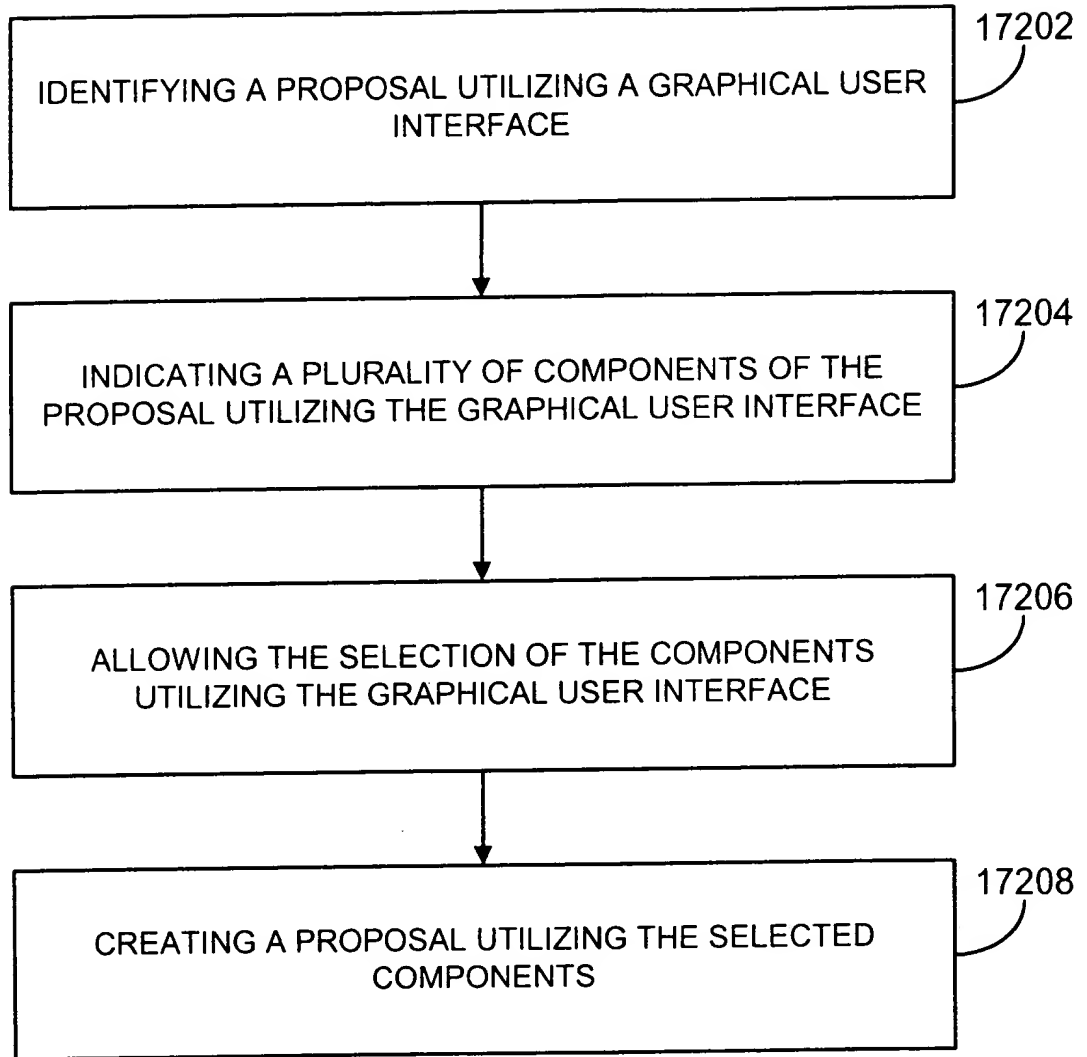 17202
IDENTIFYING A PROPOSAL UTILIZING A GRAPHICAL USER
INTERFACE
17204
INDICATING A PLURALITY OF COMPONENTS OF THE
PROPOSAL UTILIZING THE GRAPHICAL USER INTERFACE
17206
ALLOWING THE SELECTION OF THE COMPONENTS
UTILIZING THE GRAPHICAL USER INTERFACE
17208
CREATING A PROPOSAL UTILIZING THE SELECTED
COMPONENTS